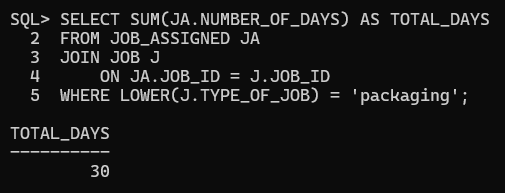 SQL> SELECT SUM(JA.NUMBER_OF_DAYS) AS TOTAL_DAYS
  2  FROM JOB_ASSIGNED JA
  3  JOIN JOB J
  4      ON JA.JOB_ID = J.JOB_ID
  5  WHERE LOWER(J.TYPE_OF_JOB) = 'packaging';

TOTAL_DAYS
----------
        30